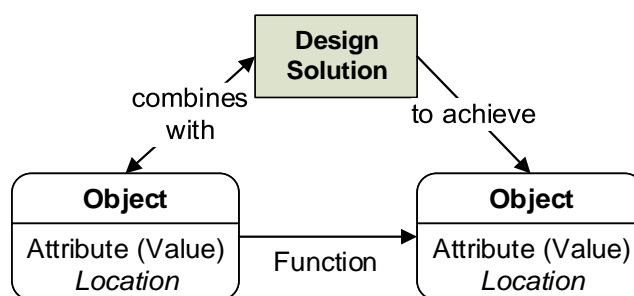 Design
Solution
combines
with
to achieve
Object
Attribute (Value)
Location
Function
Object
Attribute (Value)
Location